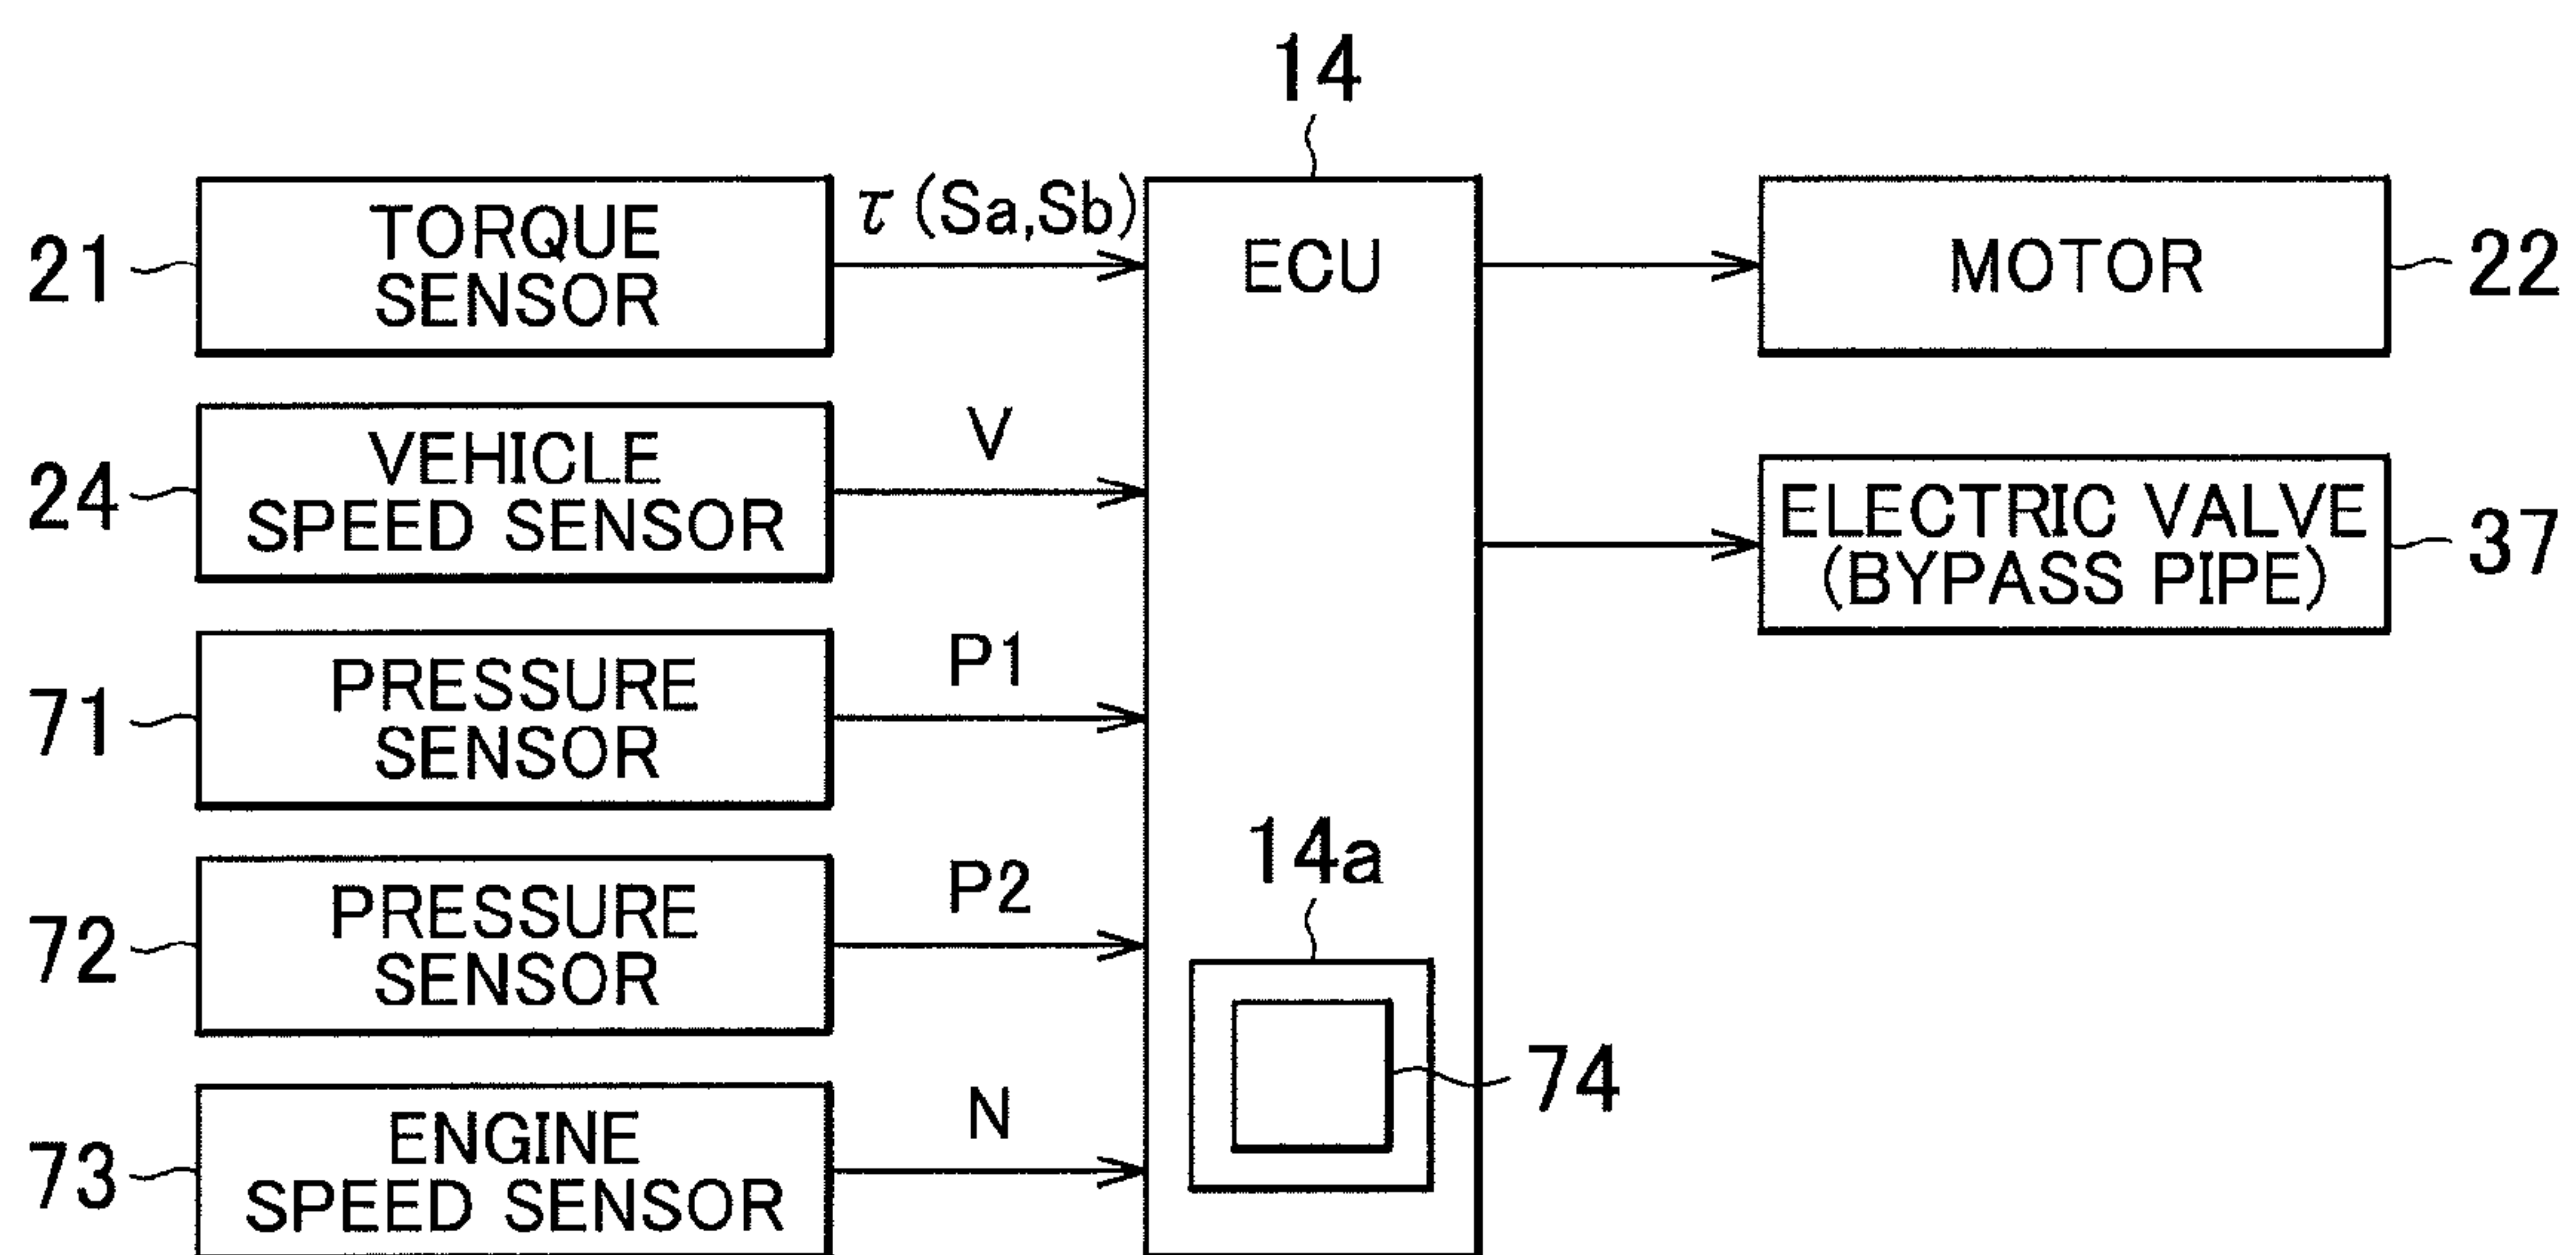 14
21
TORQUE
SENSOR
τ (Sa,Sb)
ECU
MOTOR
22
24
VEHICLE
SPEED SENSOR
V
ELECTRIC VALVE
(BYPASS PIPE)
37
71
PRESSURE
SENSOR
P1
72
PRESSURE
SENSOR
P2
14a
74
73
ENGINE
SPEED SENSOR
N